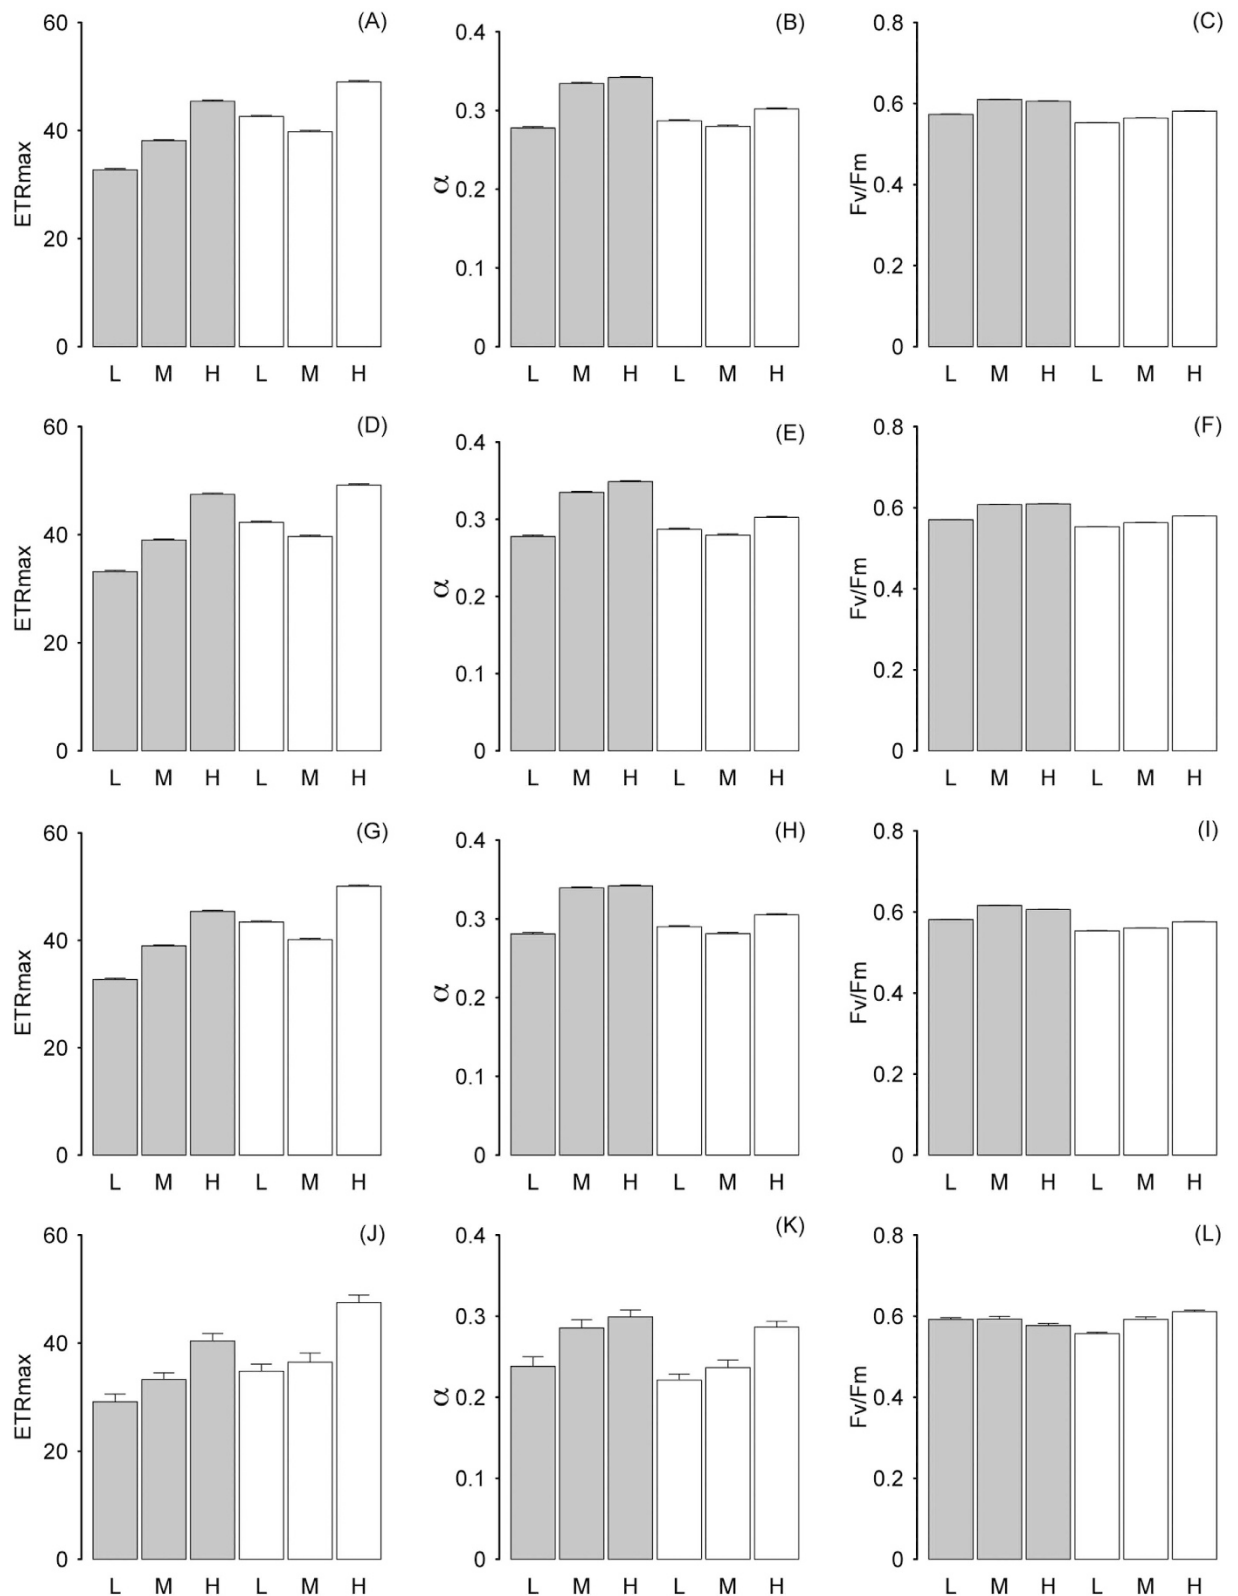 (A)
60
40
20
0
ETRmax
L M H L M H
(B)
0.4
0.3
0.2
0.1
0
α
L M H L M H
(C)
0.8
0.6
0.4
0.2
0
Fv/Fm
L M H L M H
(D)
60
40
20
0
ETRmax
L M H L M H
(E)
0.4
0.3
0.2
0.1
0
α
L M H L M H
(F)
0.8
0.6
0.4
0.2
0
Fv/Fm
L M H L M H
(G)
60
40
20
0
ETRmax
L M H L M H
(H)
0.4
0.3
0.2
0.1
0
α
L M H L M H
(I)
0.8
0.6
0.4
0.2
0
Fv/Fm
L M H L M H
(J)
60
40
20
0
ETRmax
L M H L M H
(K)
0.4
0.3
0.2
0.1
0
α
L M H L M H
(L)
0.8
0.6
0.4
0.2
0
Fv/Fm
L M H L M H